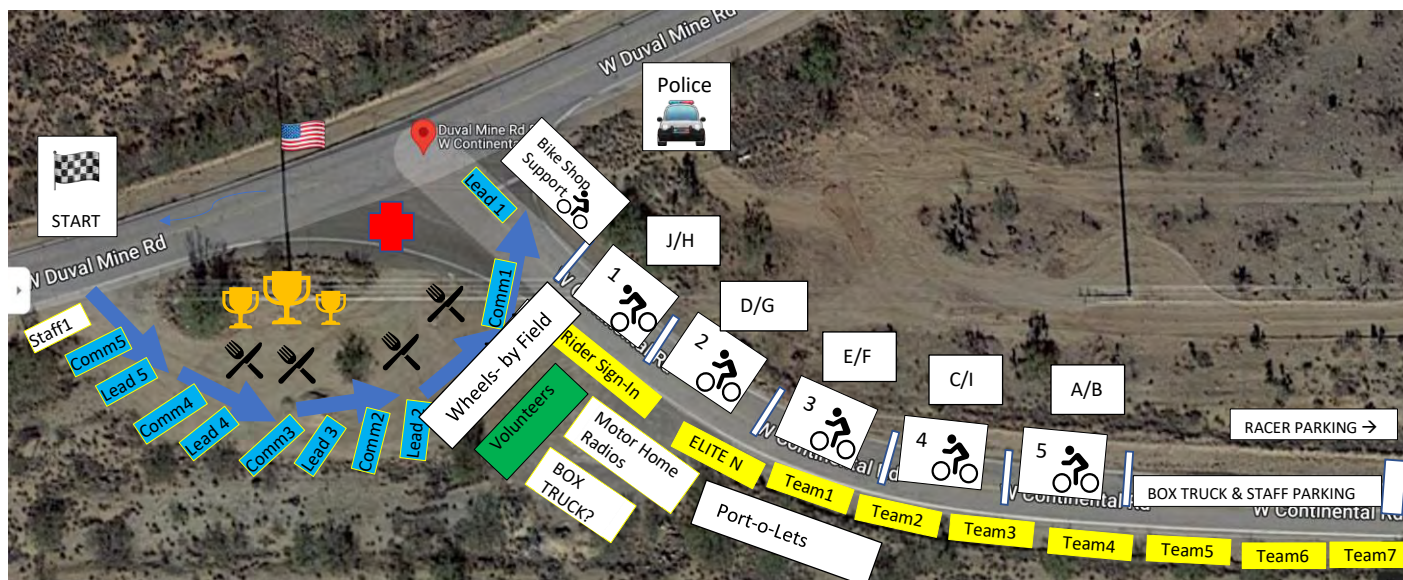 W Duval Mine Rd
W Duval Mine Rd
Police
Duval Mine Rd
W Continental
START
Bike Shop
Support
Lead 1
J/H
W Duval Mine Rd
1
D/G
Comm1
Staff1
2
E/F
Comm5
Rider Sign-In
C/I
A/B
Wheels- by Field
3
Lead 5
Volunteers
4
5
RACER PARKING →
Comm4
Lead 4
Comm3
Lead 3
Comm2
Lead 2
Motor Home
Radios
ELITE N
W Continental Rd
BOX
TRUCK?
Team1
W Continental Rd
BOX TRUCK & STAFF PARKING
W Continental Rd
Port-o-Lets
Team2
Team3
Team4
Team5
Team6
Team7